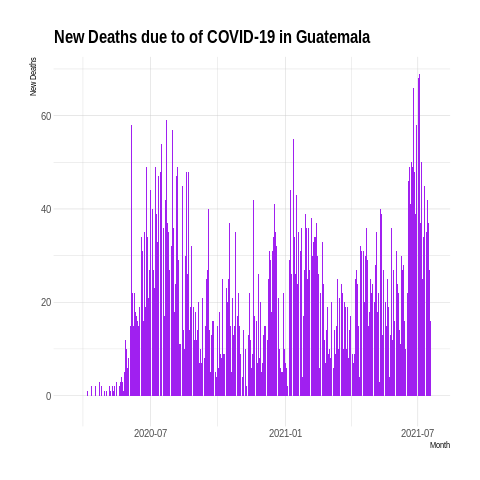 New Deaths due to of COVID-19 in Guatemala
New Deaths
60
40
20
0
2020-07
2021-01
2021-07
Month